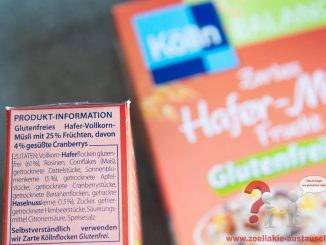 Kölln
BALANCE
Zartes
Hafer-M
Früchte
Glutenfrei
PRODUKT-INFORMATION
Glutenfreies Hafer-Vollkorn-
Müsli mit 25% Früchten, davon
4% gesüßte Cranberrys
ZUTATEN: Vollkorn-Haferflocken gluten-
frei (61%), Rosinen, Cornflakes (Mais),
getrocknete Dattelstücke, Sonnenblu-
menkerne (5%), getrocknete Apfel-
stücke, getrocknete Cranberrystücke,
getrocknete Bananenflocken, gehackte
Haselnusskerne (1,5%), Zucker, gefrier-
getrocknete Himbeerstücke, Säuerungs-
mittel Citronensäure, Speisesalz
Selbstverständlich verwenden
wir Zarte Köllnflocken Glutenfrei.
www.zoeliakie-austausch